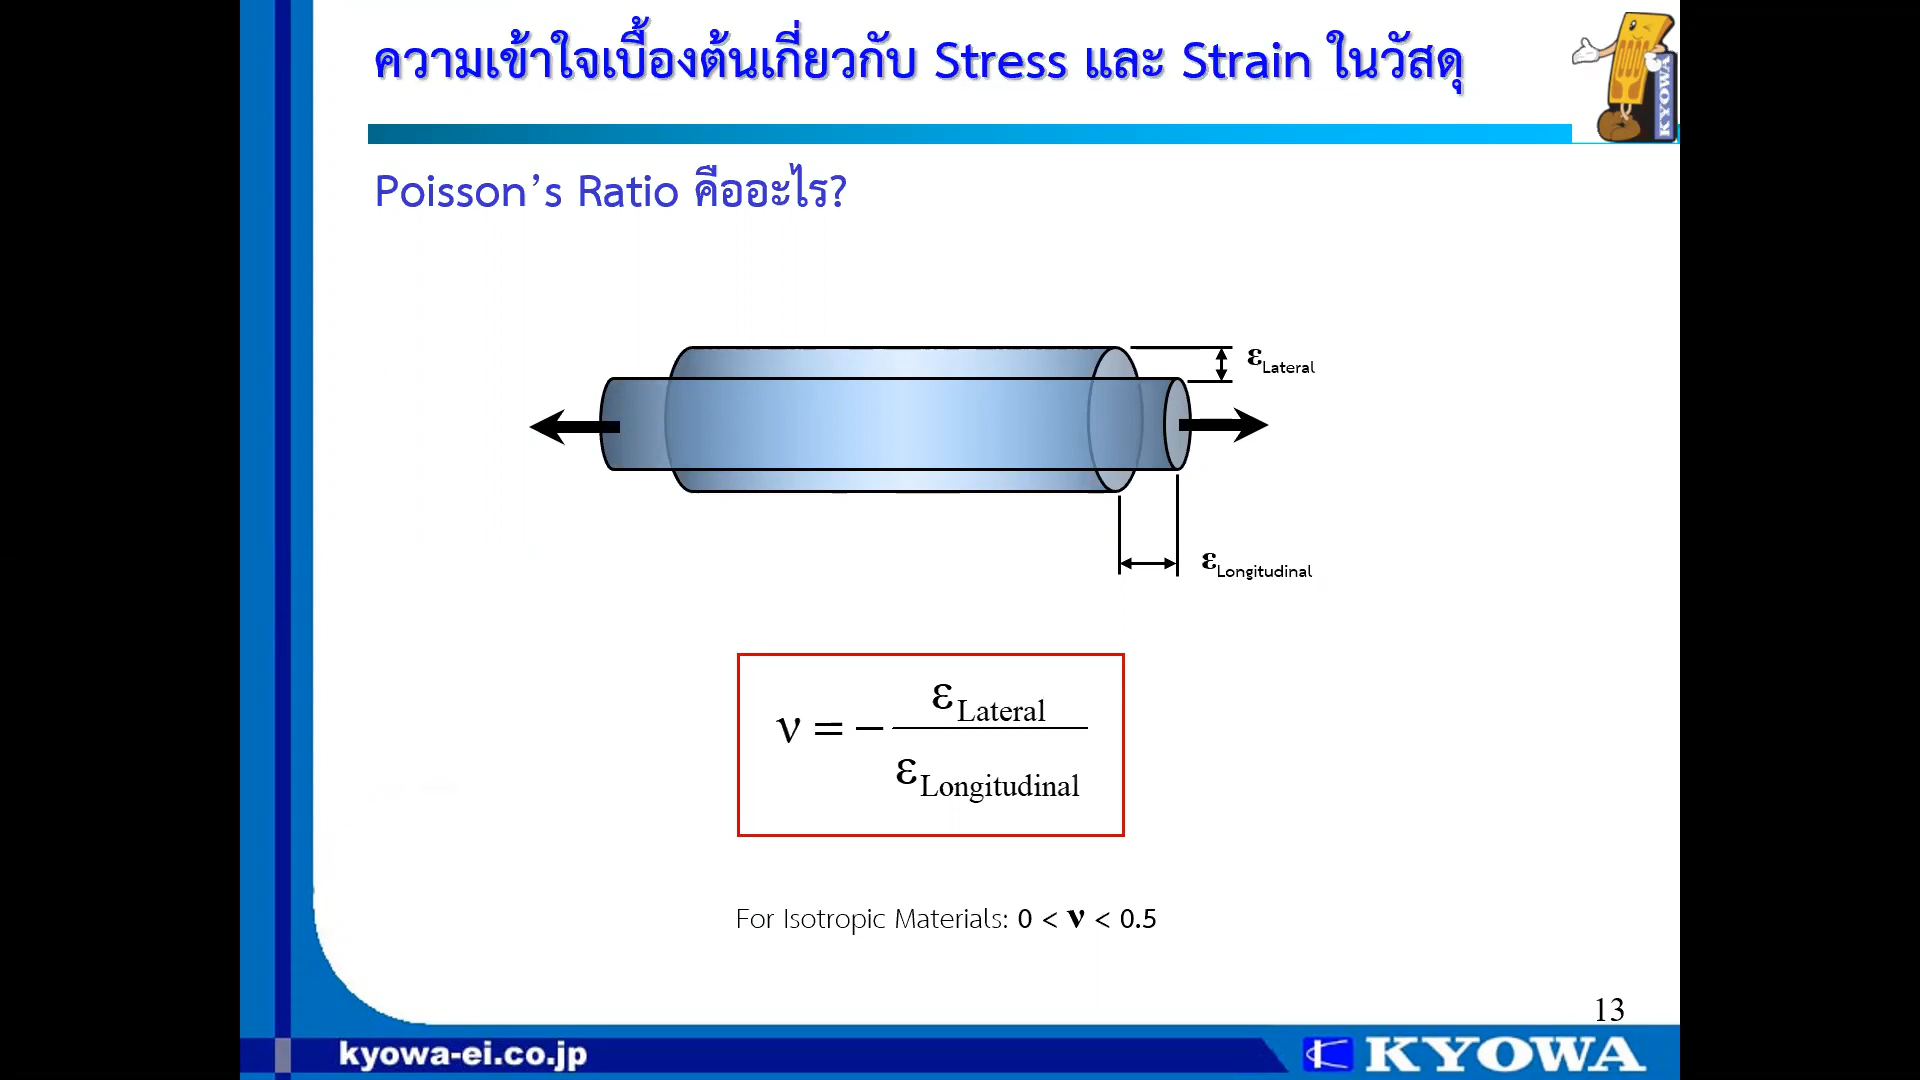 ความเข้าใจเบื้องต้นเกี่ยวกับ Stress และ Strain ในวัสดุ
KYOWA
Poisson’s Ratio คืออะไร?
εLateral
εLongitudinal
ν = − εLateral / εLongitudinal
For Isotropic Materials: 0 < ν < 0.5
13
kyowa-ei.co.jp
KYOWA